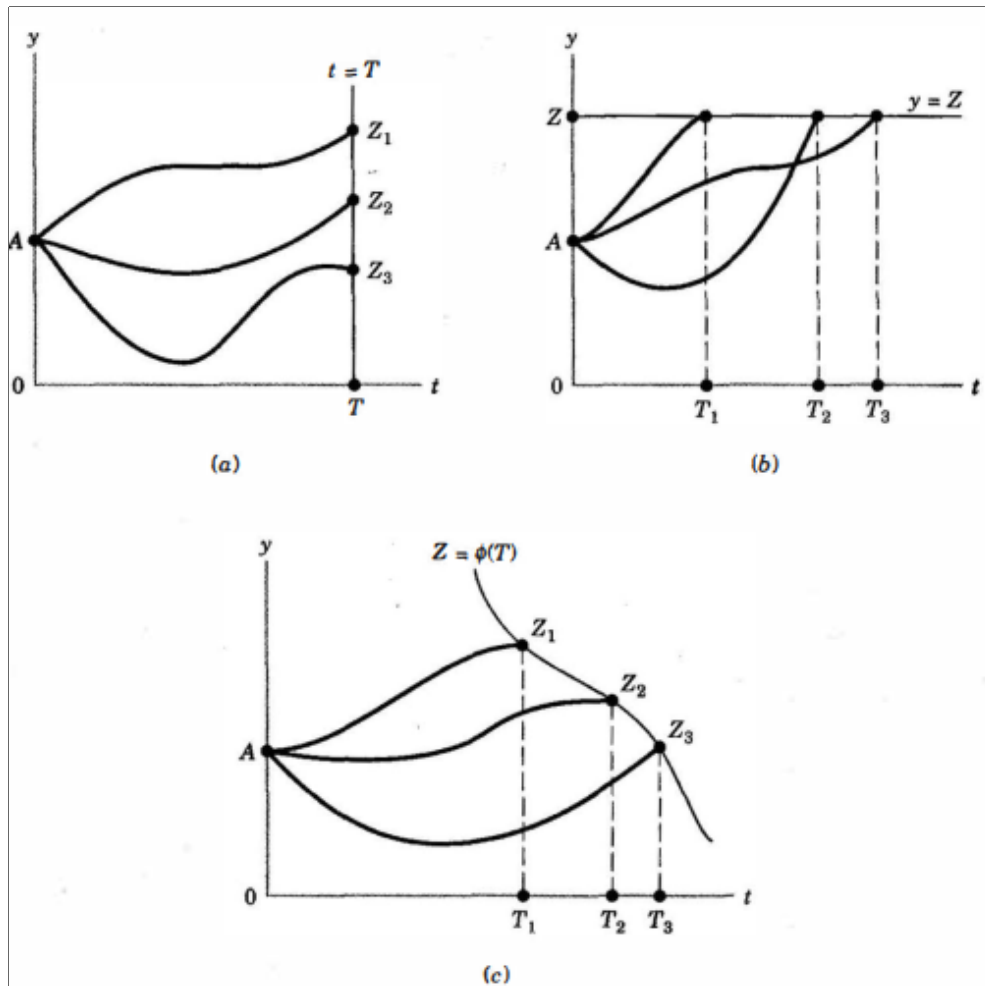 y
t = T
Z₁
Z₂
A
Z₃
0
T
t
(a)
y
Z
y = Z
A
0
T₁
T₂
T₃
t
(b)
y
Z = φ(T)
Z₁
Z₂
Z₃
A
0
T₁
T₂
T₃
t
(c)